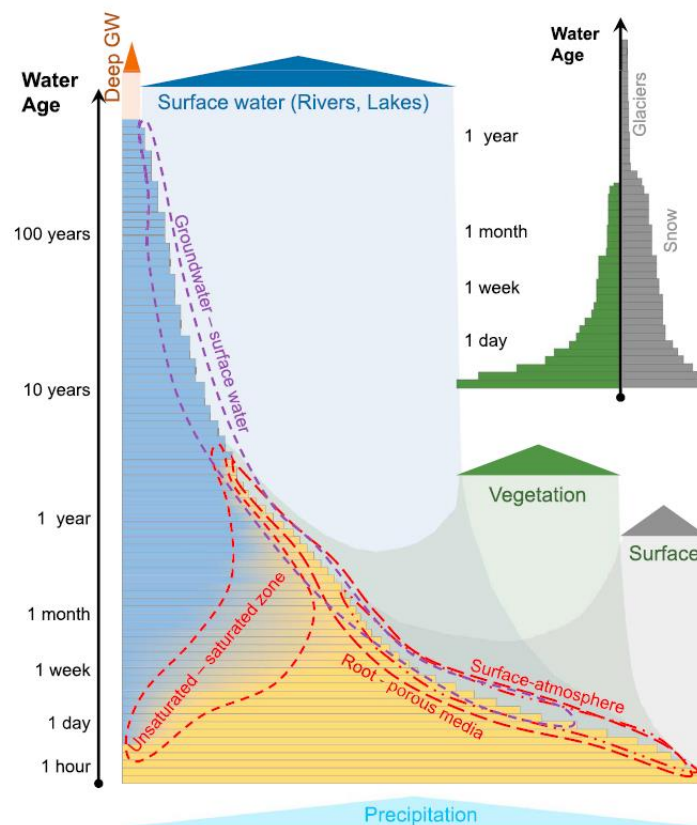 Deep GW
Water
Age
Surface water (Rivers, Lakes)
Water
Age
Glaciers
1 year
Snow
1 month
1 week
1 day
100 years
Groundwater – surface water
10 years
1 year
Vegetation
Surface
1 month
Unsaturated – saturated zone
1 week
Root - porous media
Surface-atmosphere
1 day
1 hour
Precipitation